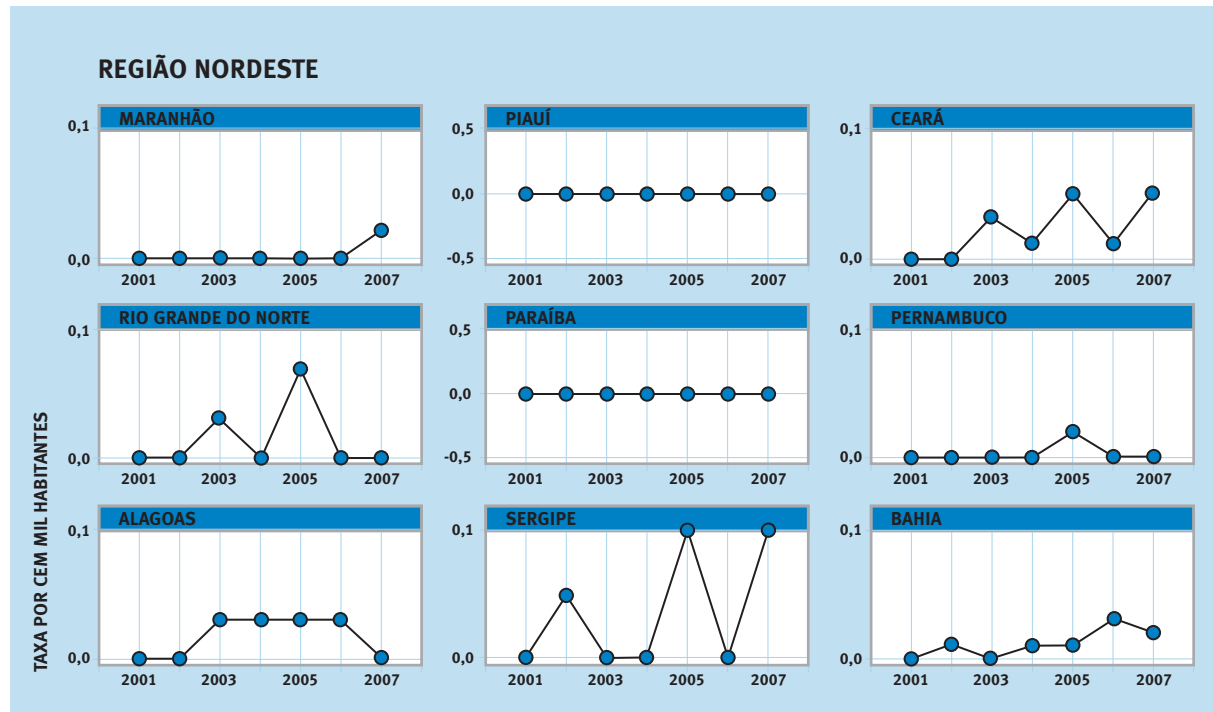 REGIÃO NORDESTE
TAXA POR CEM MIL HABITANTES
MARANHÃO
0,1
0,0
2001 2003 2005 2007
PIAUÍ
0,5
0,0
-0,5
2001 2003 2005 2007
CEARÁ
0,1
0,0
2001 2003 2005 2007
RIO GRANDE DO NORTE
0,1
0,0
2001 2003 2005 2007
PARAÍBA
0,5
0,0
-0,5
2001 2003 2005 2007
PERNAMBUCO
0,1
0,0
2001 2003 2005 2007
ALAGOAS
0,1
0,0
2001 2003 2005 2007
SERGIPE
0,1
0,0
2001 2003 2005 2007
BAHIA
0,1
0,0
2001 2003 2005 2007